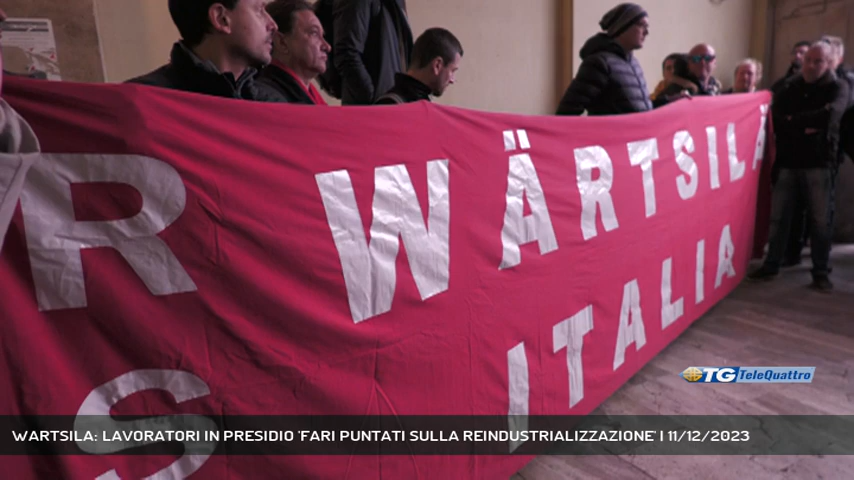 R WÄRTSILÄ
S ITALIA
TG TeleQuattro
WARTSILA: LAVORATORI IN PRESIDIO 'FARI PUNTATI SULLA REINDUSTRIALIZZAZIONE' | 11/12/2023